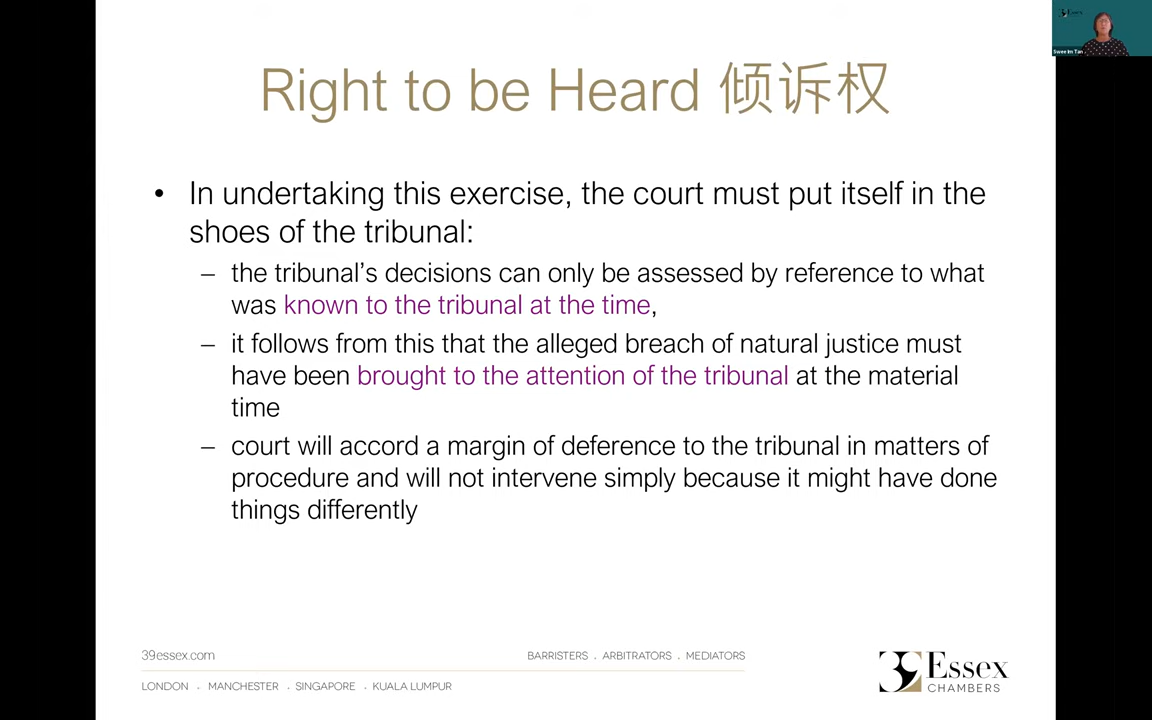 Right to be Heard 倾诉权
• In undertaking this exercise, the court must put itself in the
shoes of the tribunal:
– the tribunal's decisions can only be assessed by reference to what
was known to the tribunal at the time,
– it follows from this that the alleged breach of natural justice must
have been brought to the attention of the tribunal at the material
time
– court will accord a margin of deference to the tribunal in matters of
procedure and will not intervene simply because it might have done
things differently
39essex.com
BARRISTERS . ARBITRATORS . MEDIATORS
LONDON . MANCHESTER . SINGAPORE . KUALA LUMPUR
39 Essex
CHAMBERS
39 Essex
Swee Im Tan